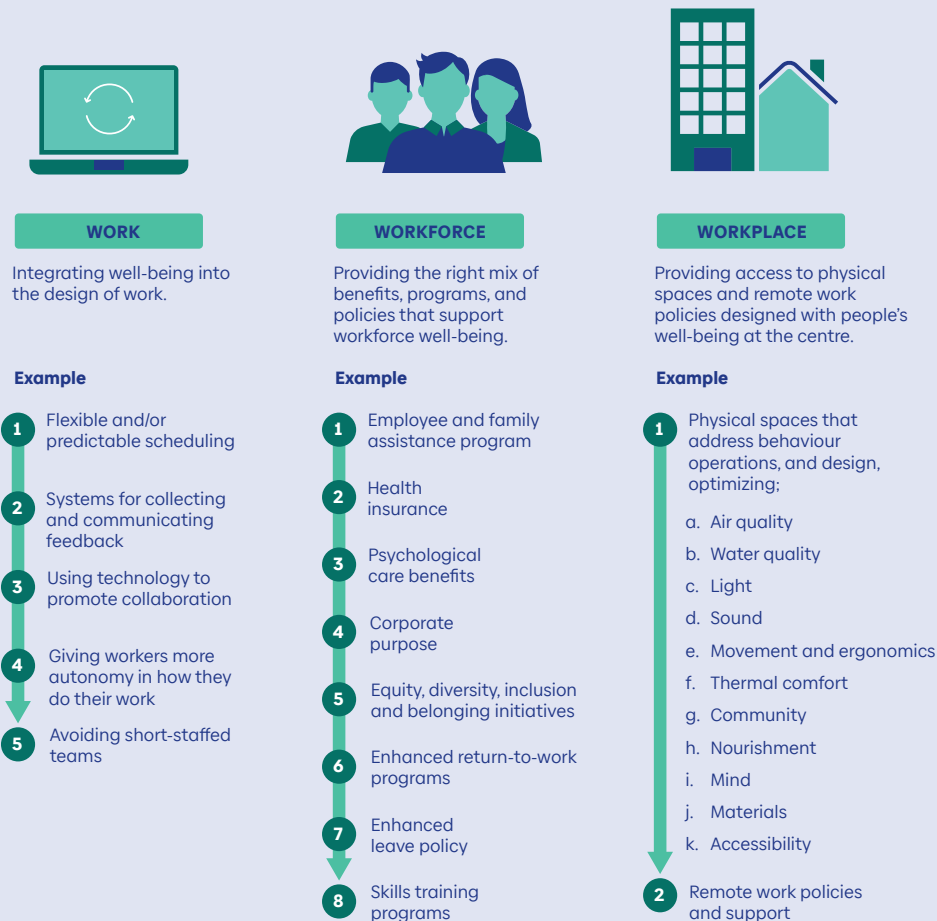 WORK
Integrating well-being into
the design of work.
Example
1 Flexible and/or
predictable scheduling
2 Systems for collecting
and communicating
feedback
3 Using technology to
promote collaboration
4 Giving workers more
autonomy in how they
do their work
5 Avoiding short-staffed
teams
WORKFORCE
Providing the right mix of
benefits, programs, and
policies that support
workforce well-being.
Example
1 Employee and family
assistance program
2 Health
insurance
3 Psychological
care benefits
4 Corporate
purpose
5 Equity, diversity, inclusion
and belonging initiatives
6 Enhanced return-to-work
programs
7 Enhanced
leave policy
8 Skills training
programs
WORKPLACE
Providing access to physical
spaces and remote work
policies designed with people’s
well-being at the centre.
Example
1 Physical spaces that
address behaviour
operations, and design,
optimizing;
a. Air quality
b. Water quality
c. Light
d. Sound
e. Movement and ergonomics
f. Thermal comfort
g. Community
h. Nourishment
i. Mind
j. Materials
k. Accessibility
2 Remote work policies
and support